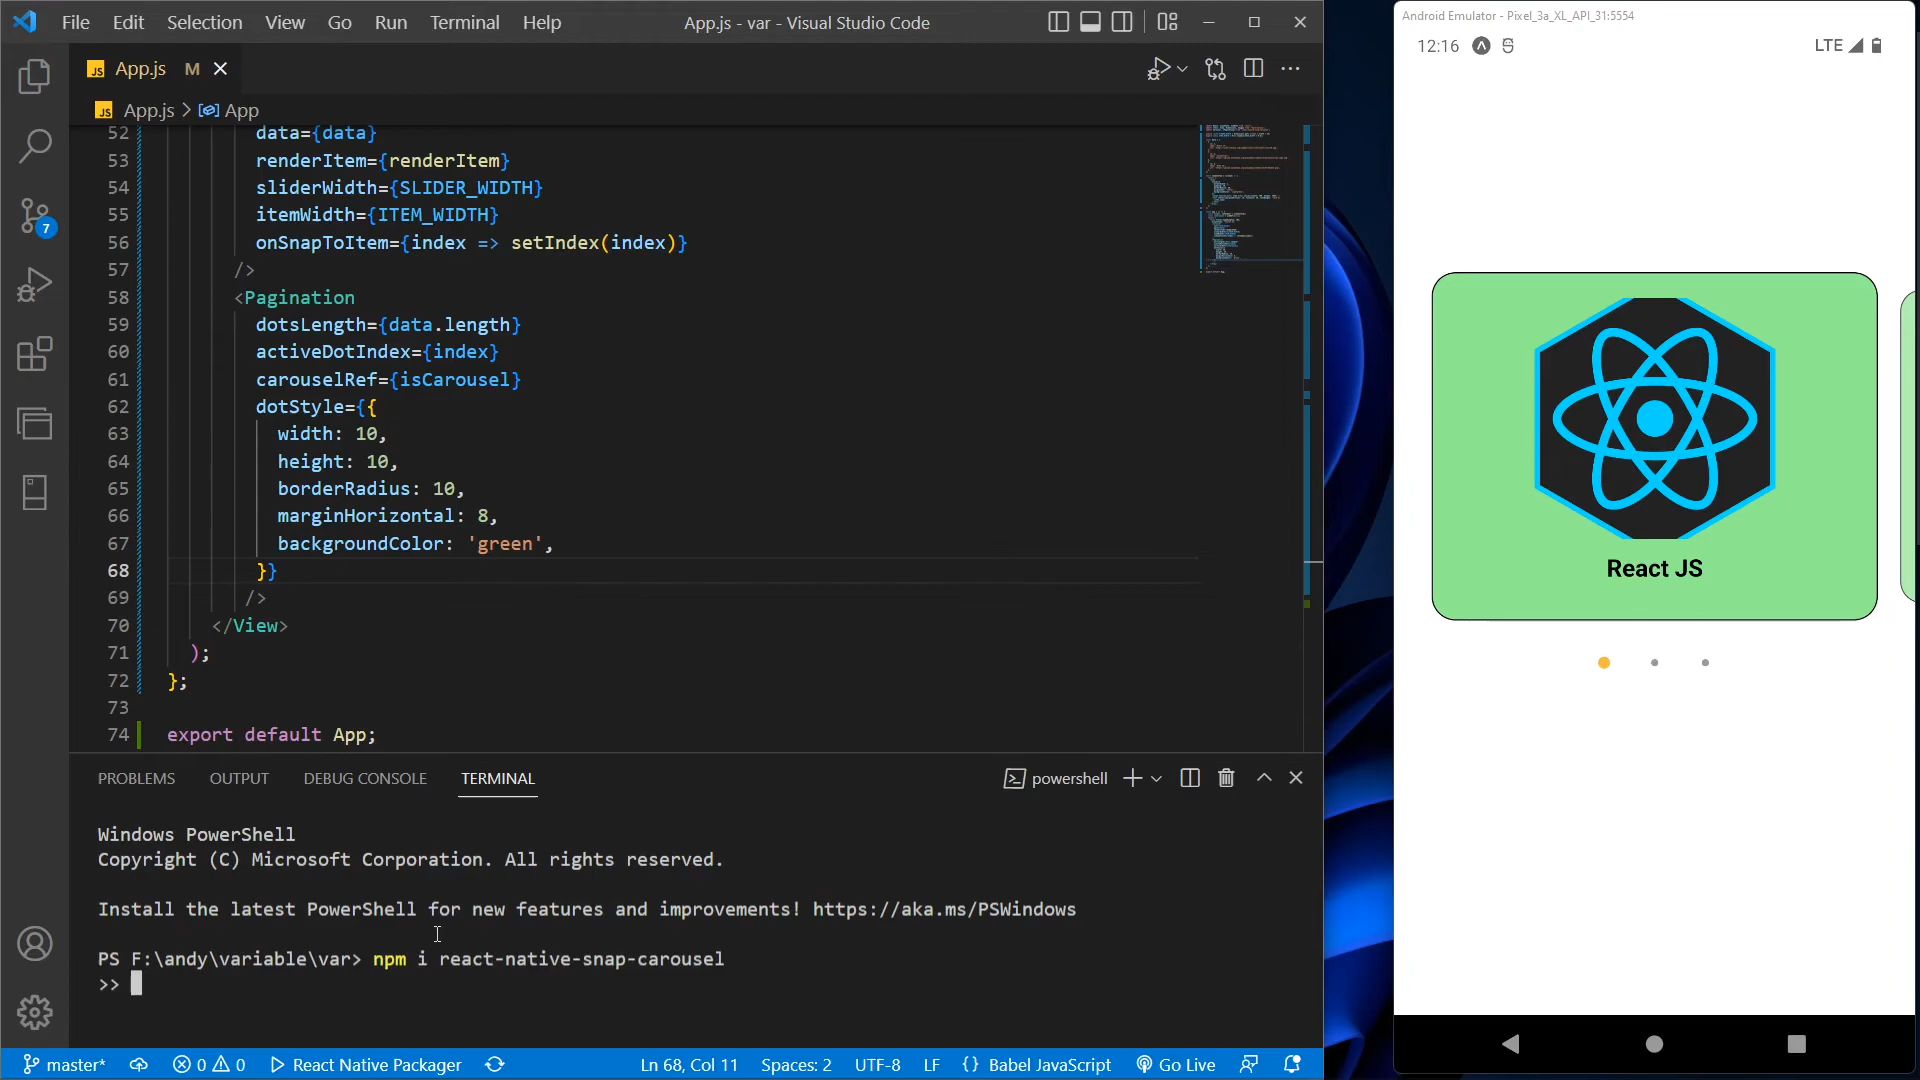 File Edit Selection View Go Run Terminal Help
App.js - var - Visual Studio Code
JS App.js M
JS App.js > App
52 data={data}
53 renderItem={renderItem}
54 sliderWidth={SLIDER_WIDTH}
55 itemWidth={ITEM_WIDTH}
56 onSnapToItem={index => setIndex(index)}
57 />
58 <Pagination
59 dotsLength={data.length}
60 activeDotIndex={index}
61 carouselRef={isCarousel}
62 dotStyle={{
63 width: 10,
64 height: 10,
65 borderRadius: 10,
66 marginHorizontal: 8,
67 backgroundColor: 'green',
68 }}
69 />
70 </View>
71 );
72 };
73
74 export default App;
PROBLEMS OUTPUT DEBUG CONSOLE TERMINAL
powershell
Windows PowerShell
Copyright (C) Microsoft Corporation. All rights reserved.
Install the latest PowerShell for new features and improvements! https://aka.ms/PSWindows
PS F:\andy\variable\var> npm i react-native-snap-carousel
>>
7
master* 0 0 React Native Packager Ln 68, Col 11 Spaces: 2 UTF-8 LF {} Babel JavaScript Go Live
Android Emulator - Pixel_3a_XL_API_31:5554
12:16
LTE
React JS